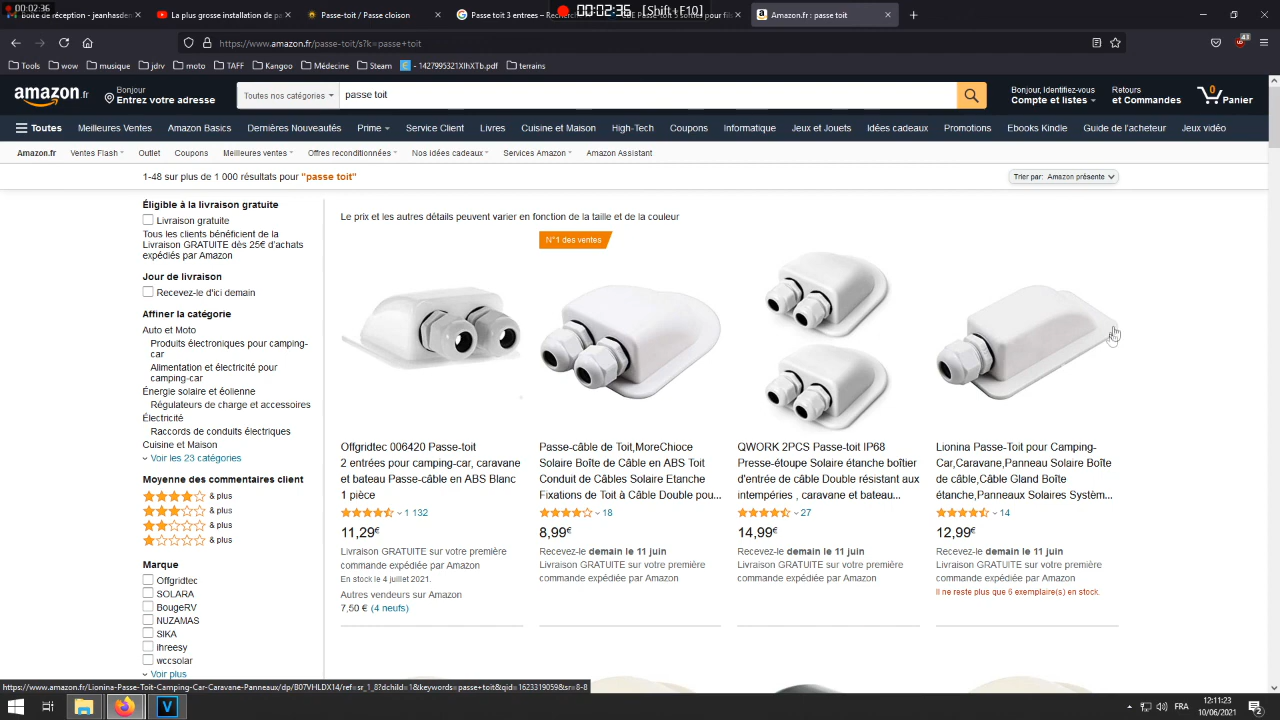 00:02:36
de réception - jeanhasden
La plus grosse installation de pa
Passe-toit / Passe cloison
Passe toit 3 entrees – Recher
Passe-Toit 3 sorties pour fil
00:02:36 [Shift+F10]
Amazon.fr : passe toit
https://www.amazon.fr/passe-toit/s?k=passe+toit
43
Tools
wow
musique
jdrv
moto
TAFF
Kangoo
Médecine
Steam
- 1427995321XIhXTb.pdf
terrains
amazon.fr
Bonjour
Entrez votre adresse
Toutes nos catégories
passe toit
Bonjour, Identifiez-vous
Compte et listes
Retours
et Commandes
0
Panier
Toutes
Meilleures Ventes
Amazon Basics
Dernières Nouveautés
Prime
Service Client
Livres
Cuisine et Maison
High-Tech
Coupons
Informatique
Jeux et Jouets
Idées cadeaux
Promotions
Ebooks Kindle
Guide de l'acheteur
Jeux vidéo
Amazon.fr
Ventes Flash
Outlet
Coupons
Meilleures ventes
Offres reconditionnées
Nos idées cadeaux
Services Amazon
Amazon Assistant
1-48 sur plus de 1 000 résultats pour "passe toit"
Trier par: Amazon présente
Éligible à la livraison gratuite
Livraison gratuite
Tous les clients bénéficient de la
Livraison GRATUITE dès 25€ d'achats
expédiés par Amazon
Jour de livraison
Recevez-le d'ici demain
Affiner la catégorie
Auto et Moto
Produits électroniques pour camping-
car
Alimentation et électricité pour
camping-car
Énergie solaire et éolienne
Régulateurs de charge et accessoires
Électricité
Raccords de conduits électriques
Cuisine et Maison
Voir les 23 catégories
Moyenne des commentaires client
& plus
& plus
& plus
& plus
Marque
Offgridtec
SOLARA
BougeRV
NUZAMAS
SIKA
ihreesy
wccsolar
Voir plus
Le prix et les autres détails peuvent varier en fonction de la taille et de la couleur
Offgridtec 006420 Passe-toit
2 entrées pour camping-car, caravane
et bateau Passe-câble en ABS Blanc
1 pièce
1 132
11,29€
Livraison GRATUITE sur votre première
commande expédiée par Amazon
En stock le 4 juillet 2021.
Autres vendeurs sur Amazon
7,50 € (4 neufs)
N°1 des ventes
Passe-câble de Toit,MoreChioce
Solaire Boîte de Câble en ABS Toit
Conduit de Câbles Solaire Etanche
Fixations de Toit à Câble Double pou...
18
8,99€
Recevez-le demain le 11 juin
Livraison GRATUITE sur votre première
commande expédiée par Amazon
QWORK 2PCS Passe-toit IP68
Presse-étoupe Solaire étanche boîtier
d'entrée de câble Double résistant aux
intempéries , caravane et bateau...
27
14,99€
Recevez-le demain le 11 juin
Livraison GRATUITE sur votre première
commande expédiée par Amazon
Lionina Passe-Toit pour Camping-
Car,Caravane,Panneau Solaire Boîte
de câble,Câble Gland Boîte
étanche,Panneaux Solaires Systèm...
14
12,99€
Recevez-le demain le 11 juin
Livraison GRATUITE sur votre première
commande expédiée par Amazon
Il ne reste plus que 6 exemplaire(s) en stock.
https://www.amazon.fr/Lionina-Passe-Toit-Camping-Car-Caravane-Panneaux/dp/B07VHLDX14/ref=sr_1_8?dchild=1&keywords=passe+toit&qid=1623319059&sr=8-8
V
FR
12:11:23
10/06/2021
2